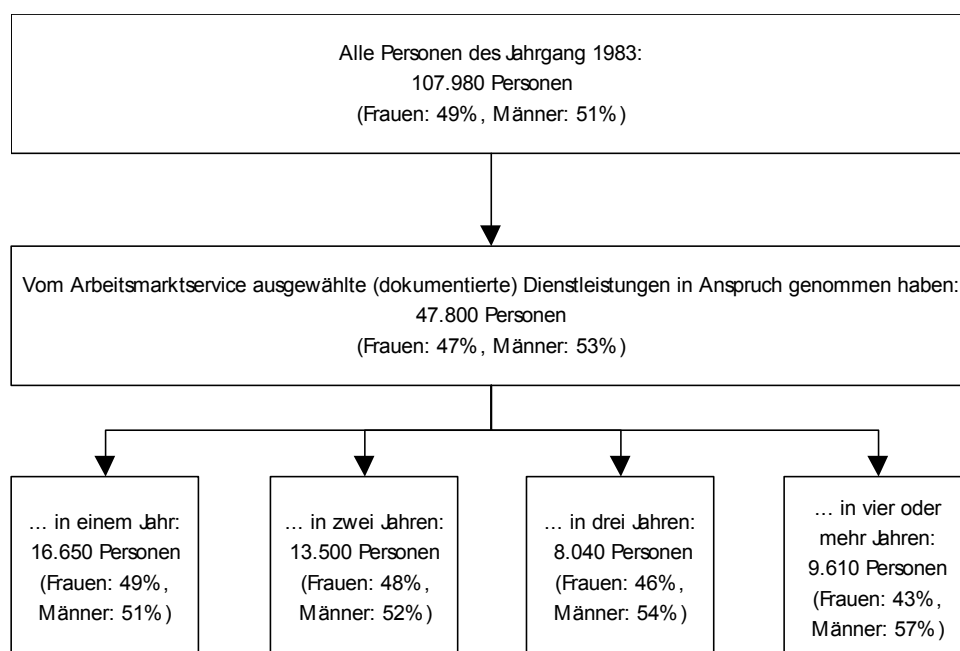 Alle Personen des Jahrgang 1983:
107.980 Personen
(Frauen: 49%, Männer: 51%)
Vom Arbeitsmarktservice ausgewählte (dokumentierte) Dienstleistungen in Anspruch genommen haben:
47.800 Personen
(Frauen: 47%, Männer: 53%)
... in einem Jahr:
16.650 Personen
(Frauen: 49%,
Männer: 51%)
... in zwei Jahren:
13.500 Personen
(Frauen: 48%,
Männer: 52%)
... in drei Jahren:
8.040 Personen
(Frauen: 46%,
Männer: 54%)
... in vier oder
mehr Jahren:
9.610 Personen
(Frauen: 43%,
Männer: 57%)